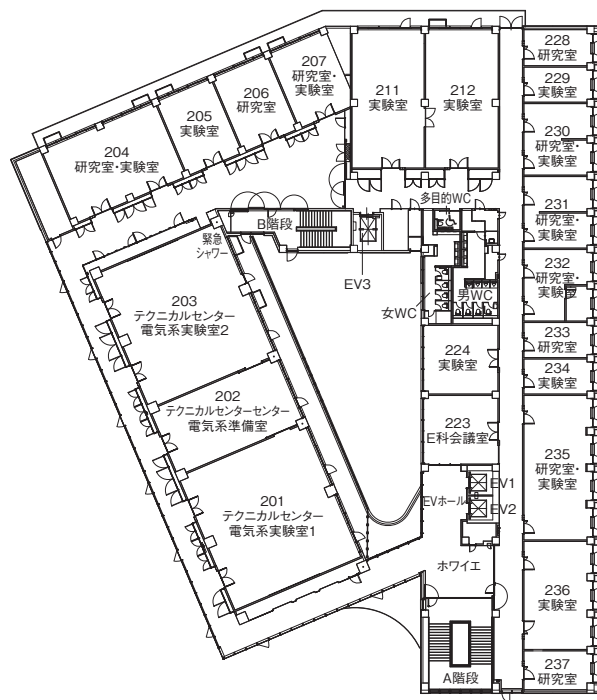 207
研究室・
実験室
206
研究室
205
実験室
204
研究室・実験室
211
実験室
212
実験室
228
研究室
229
実験室
230
研究室・
実験室
231
研究室・
実験室
232
研究室・
実験室
233
研究室
234
実験室
235
研究室・
実験室
236
実験室
237
研究室
多目的WC
B階段
緊急
シャワー
EV3
女WC
男WC
203
テクニカルセンター
電気系実験室2
202
テクニカルセンターセンター
電気系準備室
201
テクニカルセンター
電気系実験室1
224
実験室
223
E科会議室
EV1
EVホール
EV2
ホワイエ
A階段